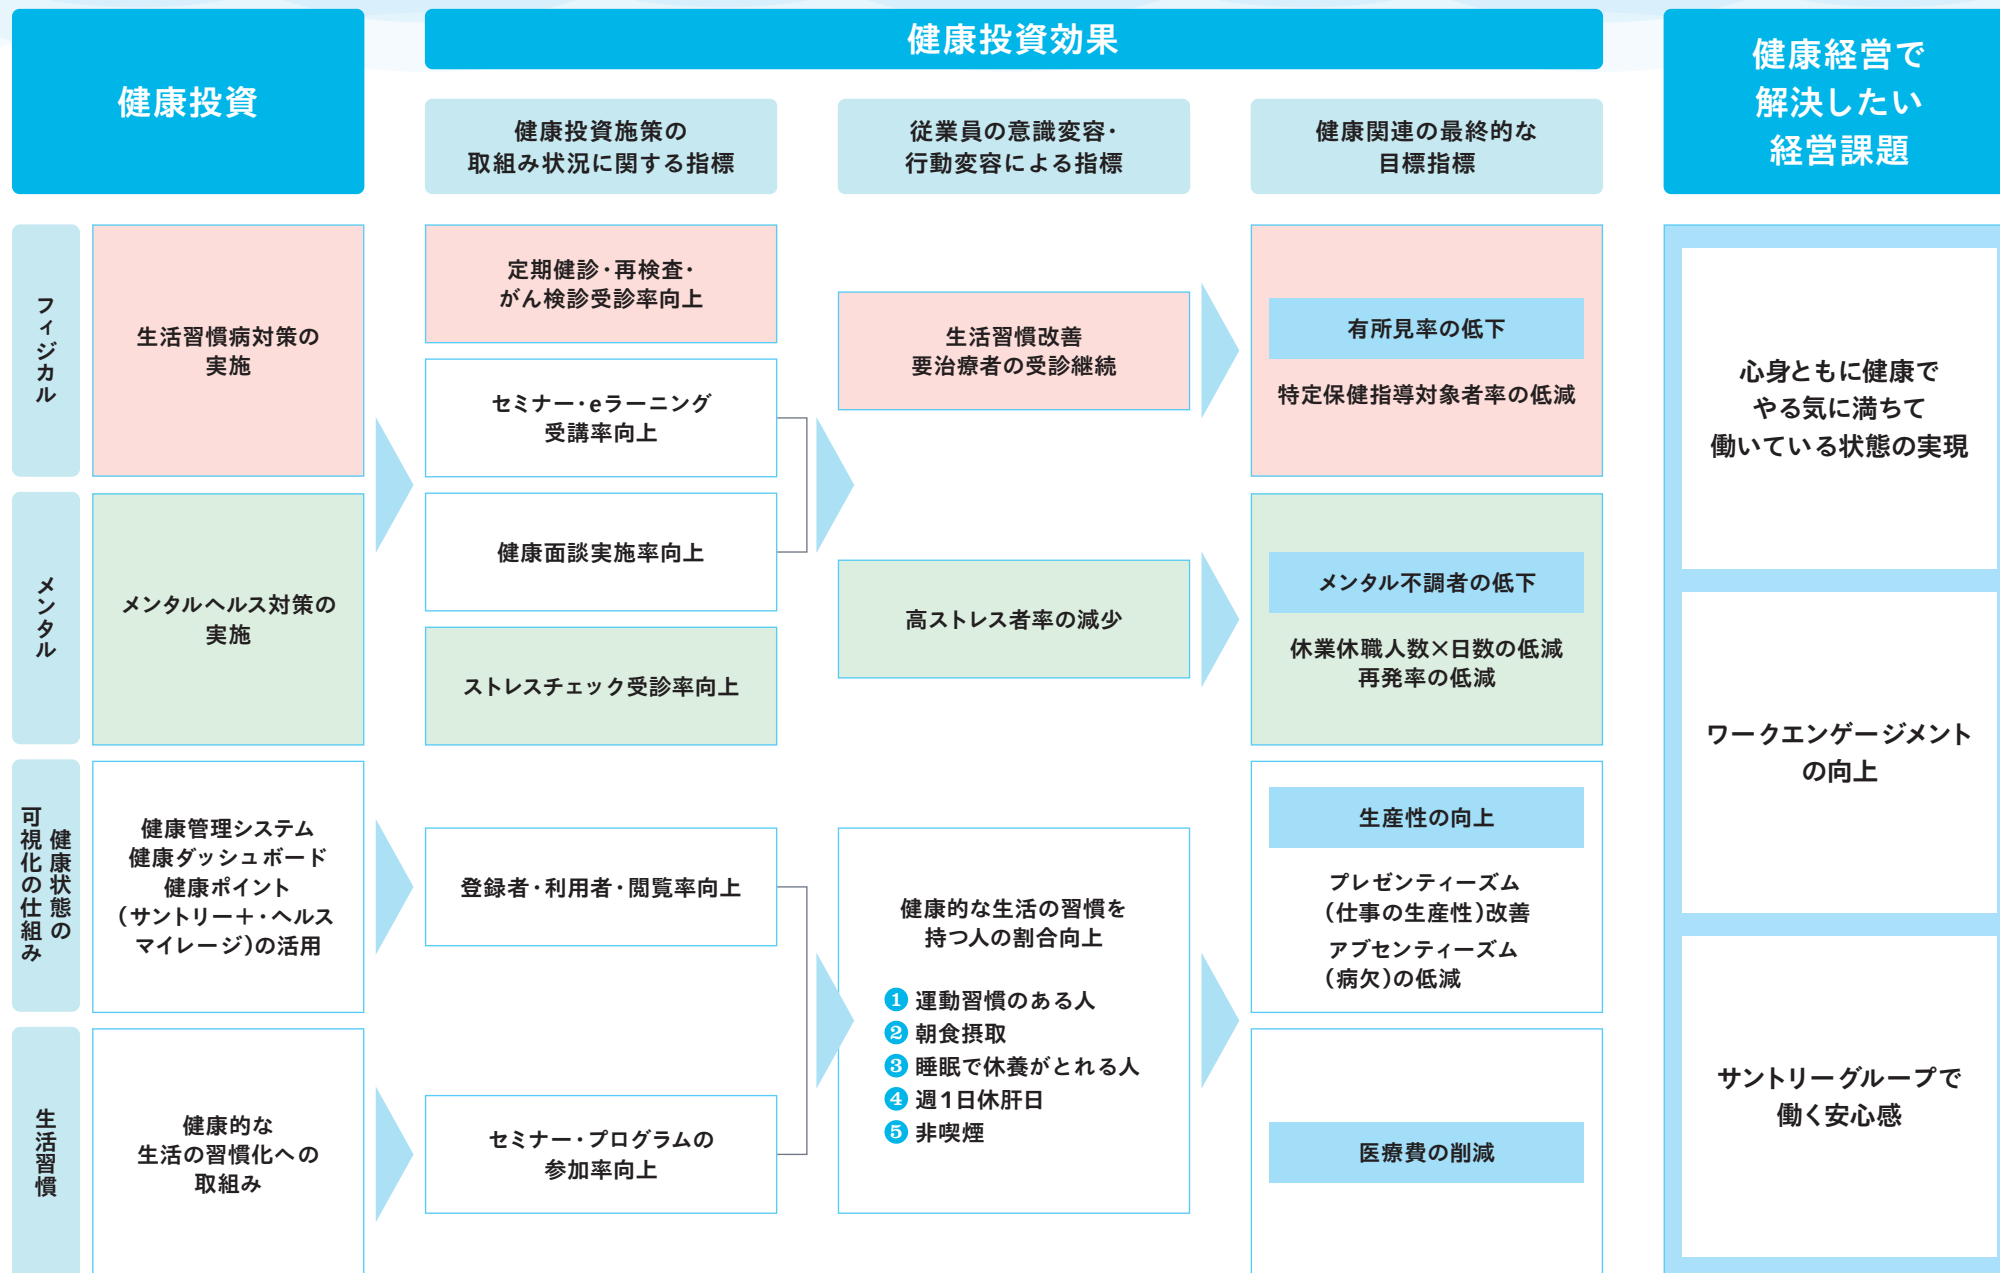 健康投資
健康投資効果
健康投資施策の
取組み状況に関する指標
従業員の意識変容・
行動変容による指標
健康関連の最終的な
目標指標
健康経営で
解決したい
経営課題
フィジカル
生活習慣病対策の
実施
定期健診・再検査・
がん検診受診率向上
セミナー・eラーニング
受講率向上
生活習慣改善
要治療者の受診継続
有所見率の低下
特定保健指導対象者率の低減
メンタル
メンタルヘルス対策の
実施
健康面談実施率向上
ストレスチェック受診率向上
高ストレス者率の減少
メンタル不調者の低下
休業休職人数×日数の低減
再発率の低減
健康状態の
可視化の仕組み
健康管理システム
健康ダッシュボード
健康ポイント
（サントリー＋・ヘルス
マイレージ）の活用
登録者・利用者・閲覧率向上
健康的な生活の習慣を
持つ人の割合向上
❶ 運動習慣のある人
❷ 朝食摂取
❸ 睡眠で休養がとれる人
❹ 週1日休肝日
❺ 非喫煙
生産性の向上
プレゼンティーズム
（仕事の生産性）改善
アブセンティーズム
（病欠）の低減
生活習慣
健康的な
生活の習慣化への
取組み
セミナー・プログラムの
参加率向上
医療費の削減
心身ともに健康で
やる気に満ちて
働いている状態の実現
ワークエンゲージメント
の向上
サントリーグループで
働く安心感